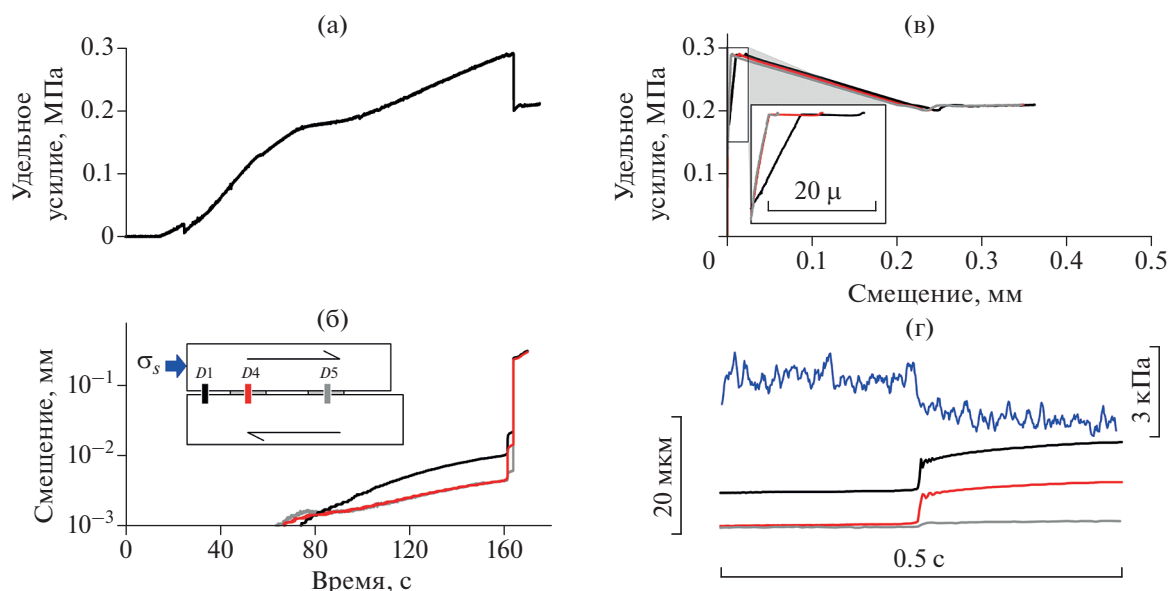 (а)
0.3
0.2
0.1
0
Удельное
усилие, МПа
(в)
0.3
0.2
0.1
0
Удельное
усилие, МПа
20 μ
0.1
0.2
0.3
0.4
0.5
Смещение, мм
(б)
10⁻¹
10⁻²
10⁻³
Смещение, мм
σₛ
D1
D4
D5
0
40
80
120
160
Время, с
(г)
3 кПа
20 мкм
0.5 с